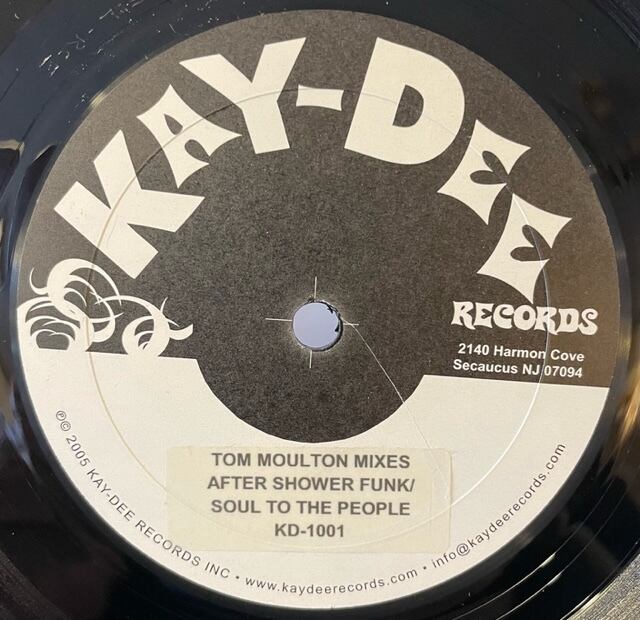 KAY-DEE
RECORDS
2140 Harmon Cove
Secaucus NJ 07094
TOM MOULTON MIXES
AFTER SHOWER FUNK/
SOUL TO THE PEOPLE
KD-1001
℗© 2005 KAY-DEE RECORDS INC • www.kaydeerecords.com • info@kaydeerecords.com